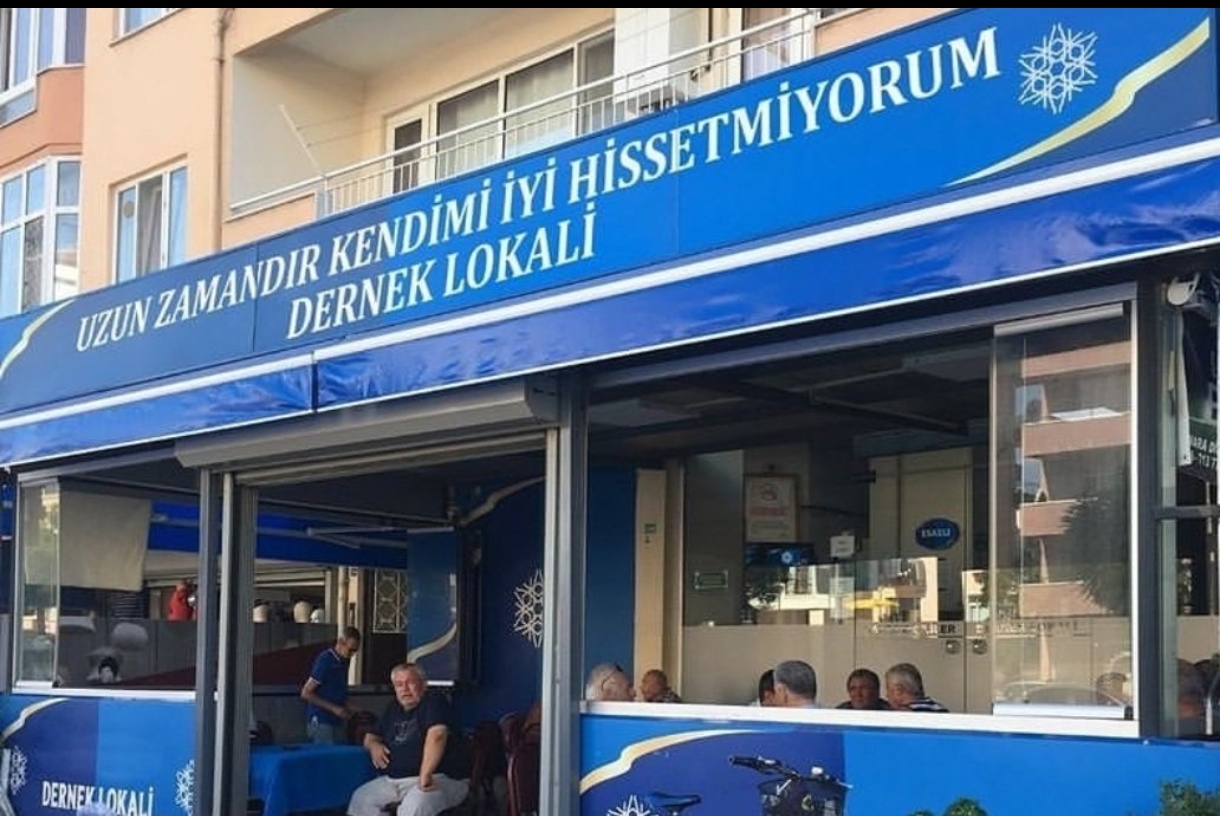 UZUN ZAMANDIR KENDİMİ İYİ HİSSETMİYORUM
DERNEK LOKALİ
DERNEK LOKALİ